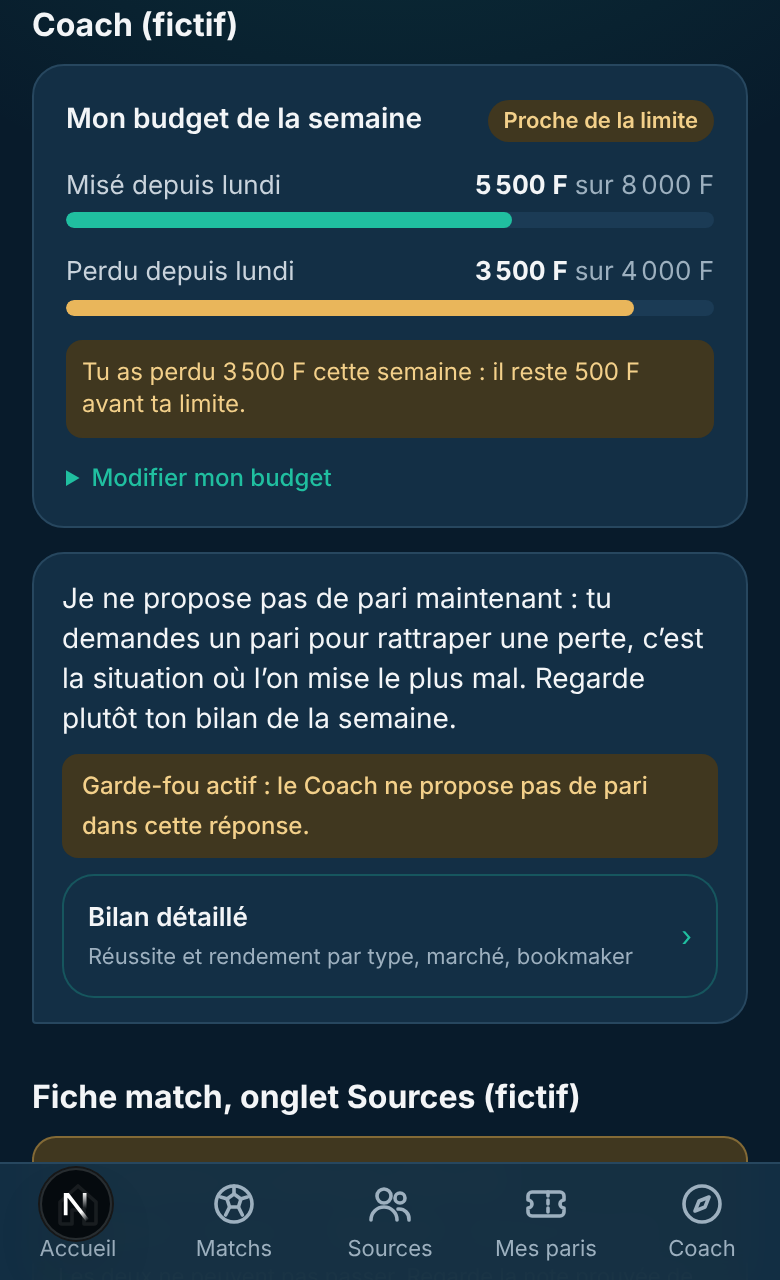 Coach (fictif)
Mon budget de la semaine
Proche de la limite
Misé depuis lundi
5 500 F sur 8 000 F
Perdu depuis lundi
3 500 F sur 4 000 F
Tu as perdu 3 500 F cette semaine : il reste 500 F
avant ta limite.
▶ Modifier mon budget
Je ne propose pas de pari maintenant : tu
demandes un pari pour rattraper une perte, c’est
la situation où l’on mise le plus mal. Regarde
plutôt ton bilan de la semaine.
Garde-fou actif : le Coach ne propose pas de pari
dans cette réponse.
Bilan détaillé
Réussite et rendement par type, marché, bookmaker
Fiche match, onglet Sources (fictif)
N
Accueil
Matchs
Sources
Mes paris
Coach